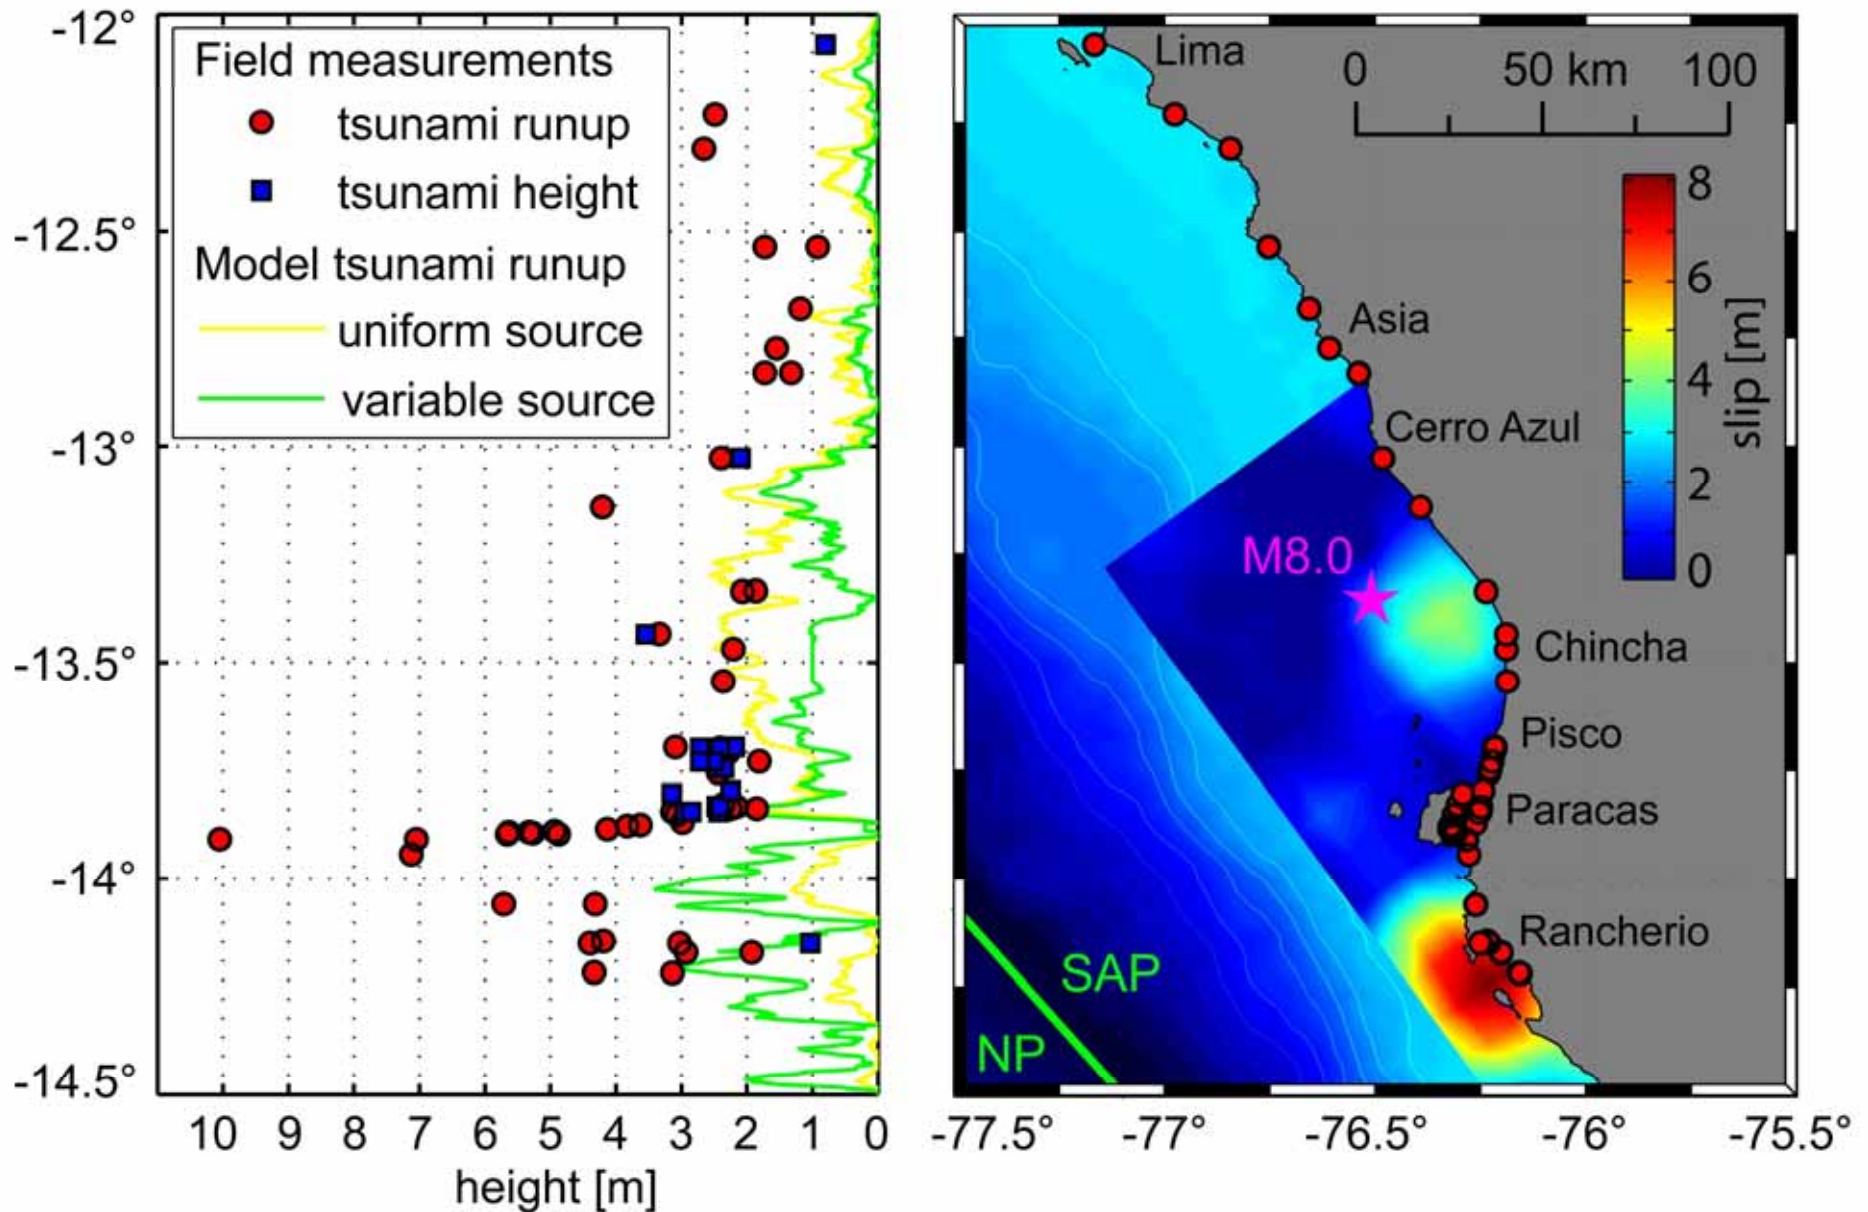 -12°
-12.5°
-13°
-13.5°
-14°
-14.5°
Field measurements
tsunami runup
tsunami height
Model tsunami runup
uniform source
variable source
10 9 8 7 6 5 4 3 2 1 0
height [m]
Lima
0 50 km 100
Asia
Cerro Azul
M8.0
Chincha
Pisco
Paracas
Rancherio
SAP
NP
8
6
4
2
0
slip [m]
-77.5° -77° -76.5° -76° -75.5°